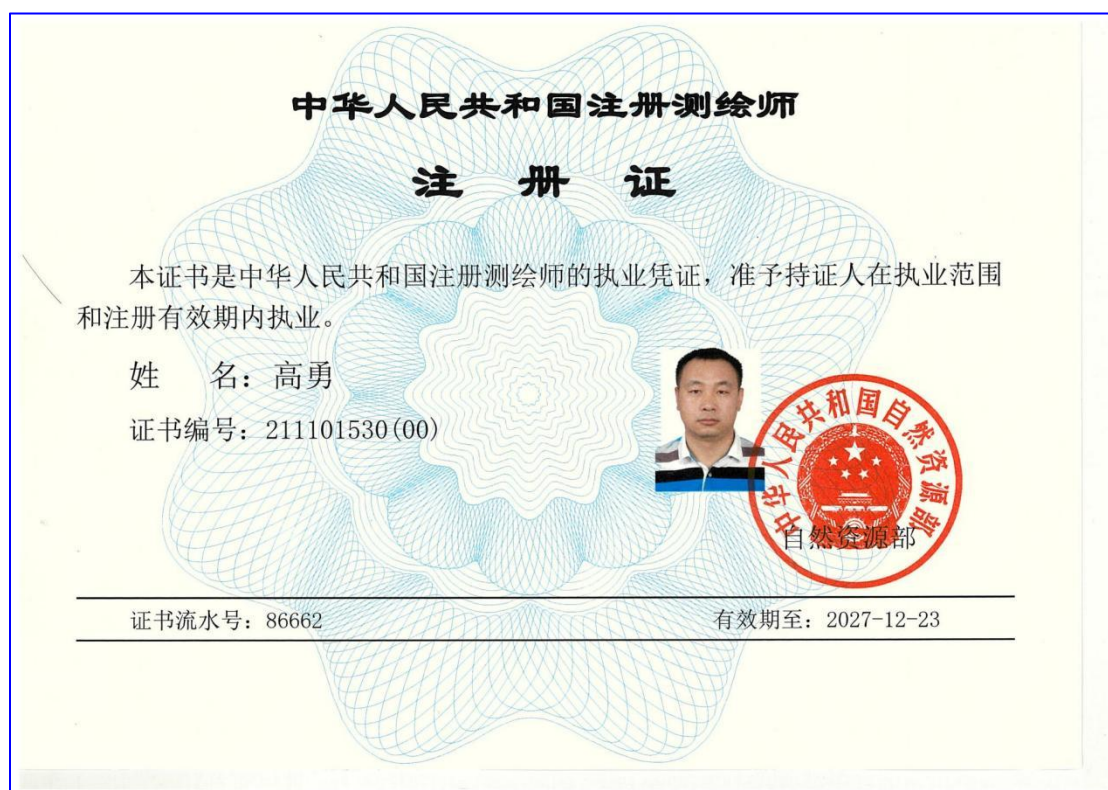 中华人民共和国注册测绘师
注 册 证
本证书是中华人民共和国注册测绘师的执业凭证，准予持证人在执业范围
和注册有效期内执业。
姓 名：高勇
证书编号：211101530(00)
中华人民共和国自然资源部
自然资源部
证书流水号：86662
有效期至：2027-12-23